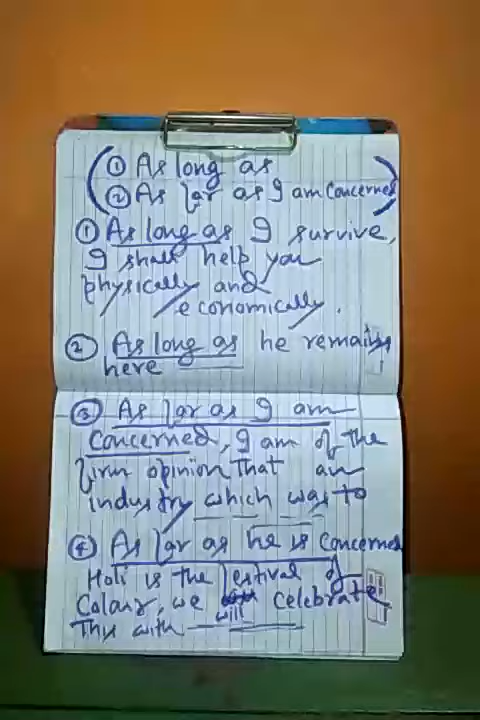 ① As long as
② As far as I am Concerned
① As long as I survive,
I shall help you
physically and
economically.
② As long as he remains
here
③ As far as I am
Concerned, I am of the
firm opinion that an
industry which was to
④ As far as he is Concerned
Holi is the festival of
Colour, we will Celebrate
This with